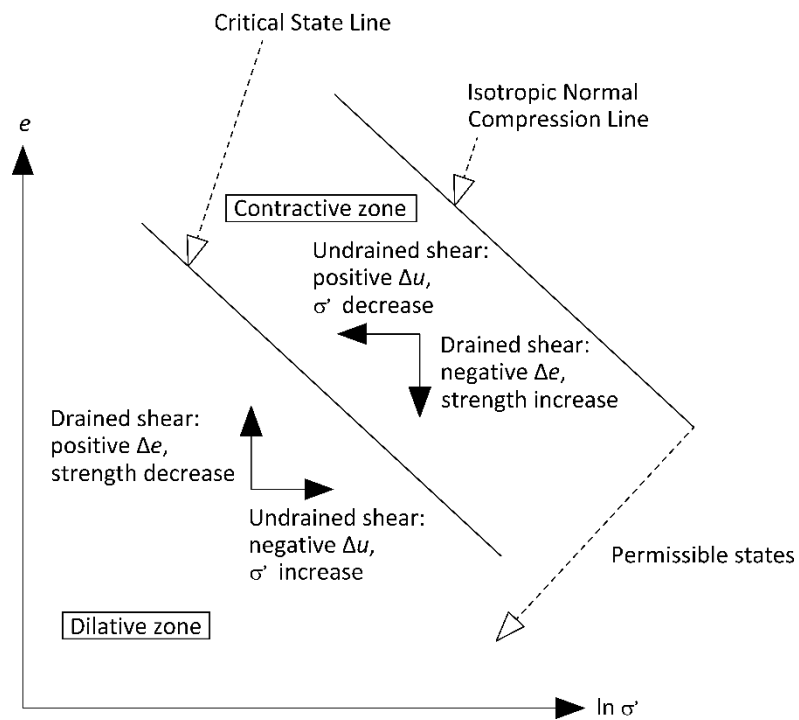 Critical State Line
Isotropic Normal
Compression Line
e
Contractive zone
Undrained shear:
positive Δu,
σ' decrease
Drained shear:
negative Δe,
strength increase
Drained shear:
positive Δe,
strength decrease
Undrained shear:
negative Δu,
σ' increase
Permissible states
Dilative zone
ln σ'